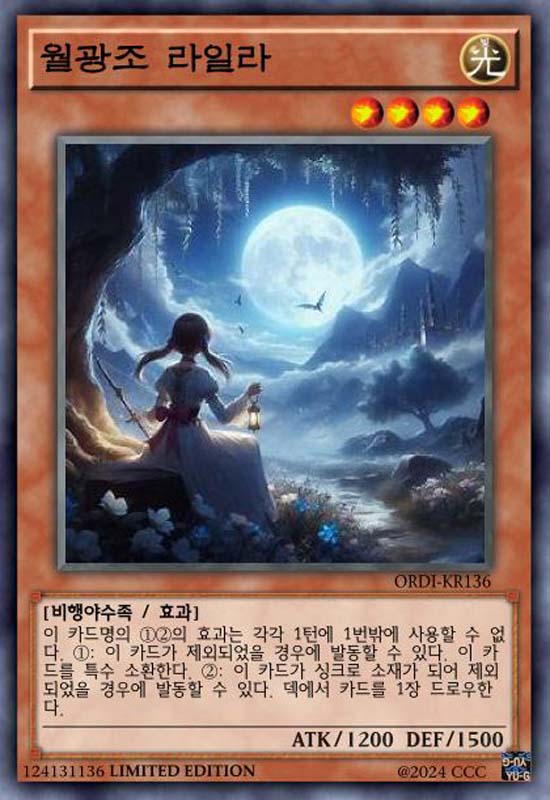 월광조 라일라
빛
光
ORDI-KR136
[비행야수족 / 효과]
이 카드명의 ①②의 효과는 각각 1턴에 1번밖에 사용할 수 없
다. ①: 이 카드가 제외되었을 경우에 발동할 수 있다. 이 카
드를 특수 소환한다. ②: 이 카드가 싱크로 소재가 되어 제외
되었을 경우에 발동할 수 있다. 덱에서 카드를 1장 드로우한
다.
ATK/1200 DEF/1500
124131136 LIMITED EDITION
@2024 CCC
YU-G